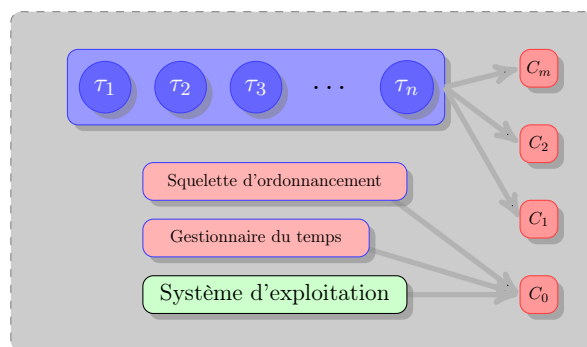 τ₁ τ₂ τ₃ ⋯ τₙ
Cₘ
C₂
Squelette d'ordonnancement
C₁
Gestionnaire du temps
Système d'exploitation
C₀